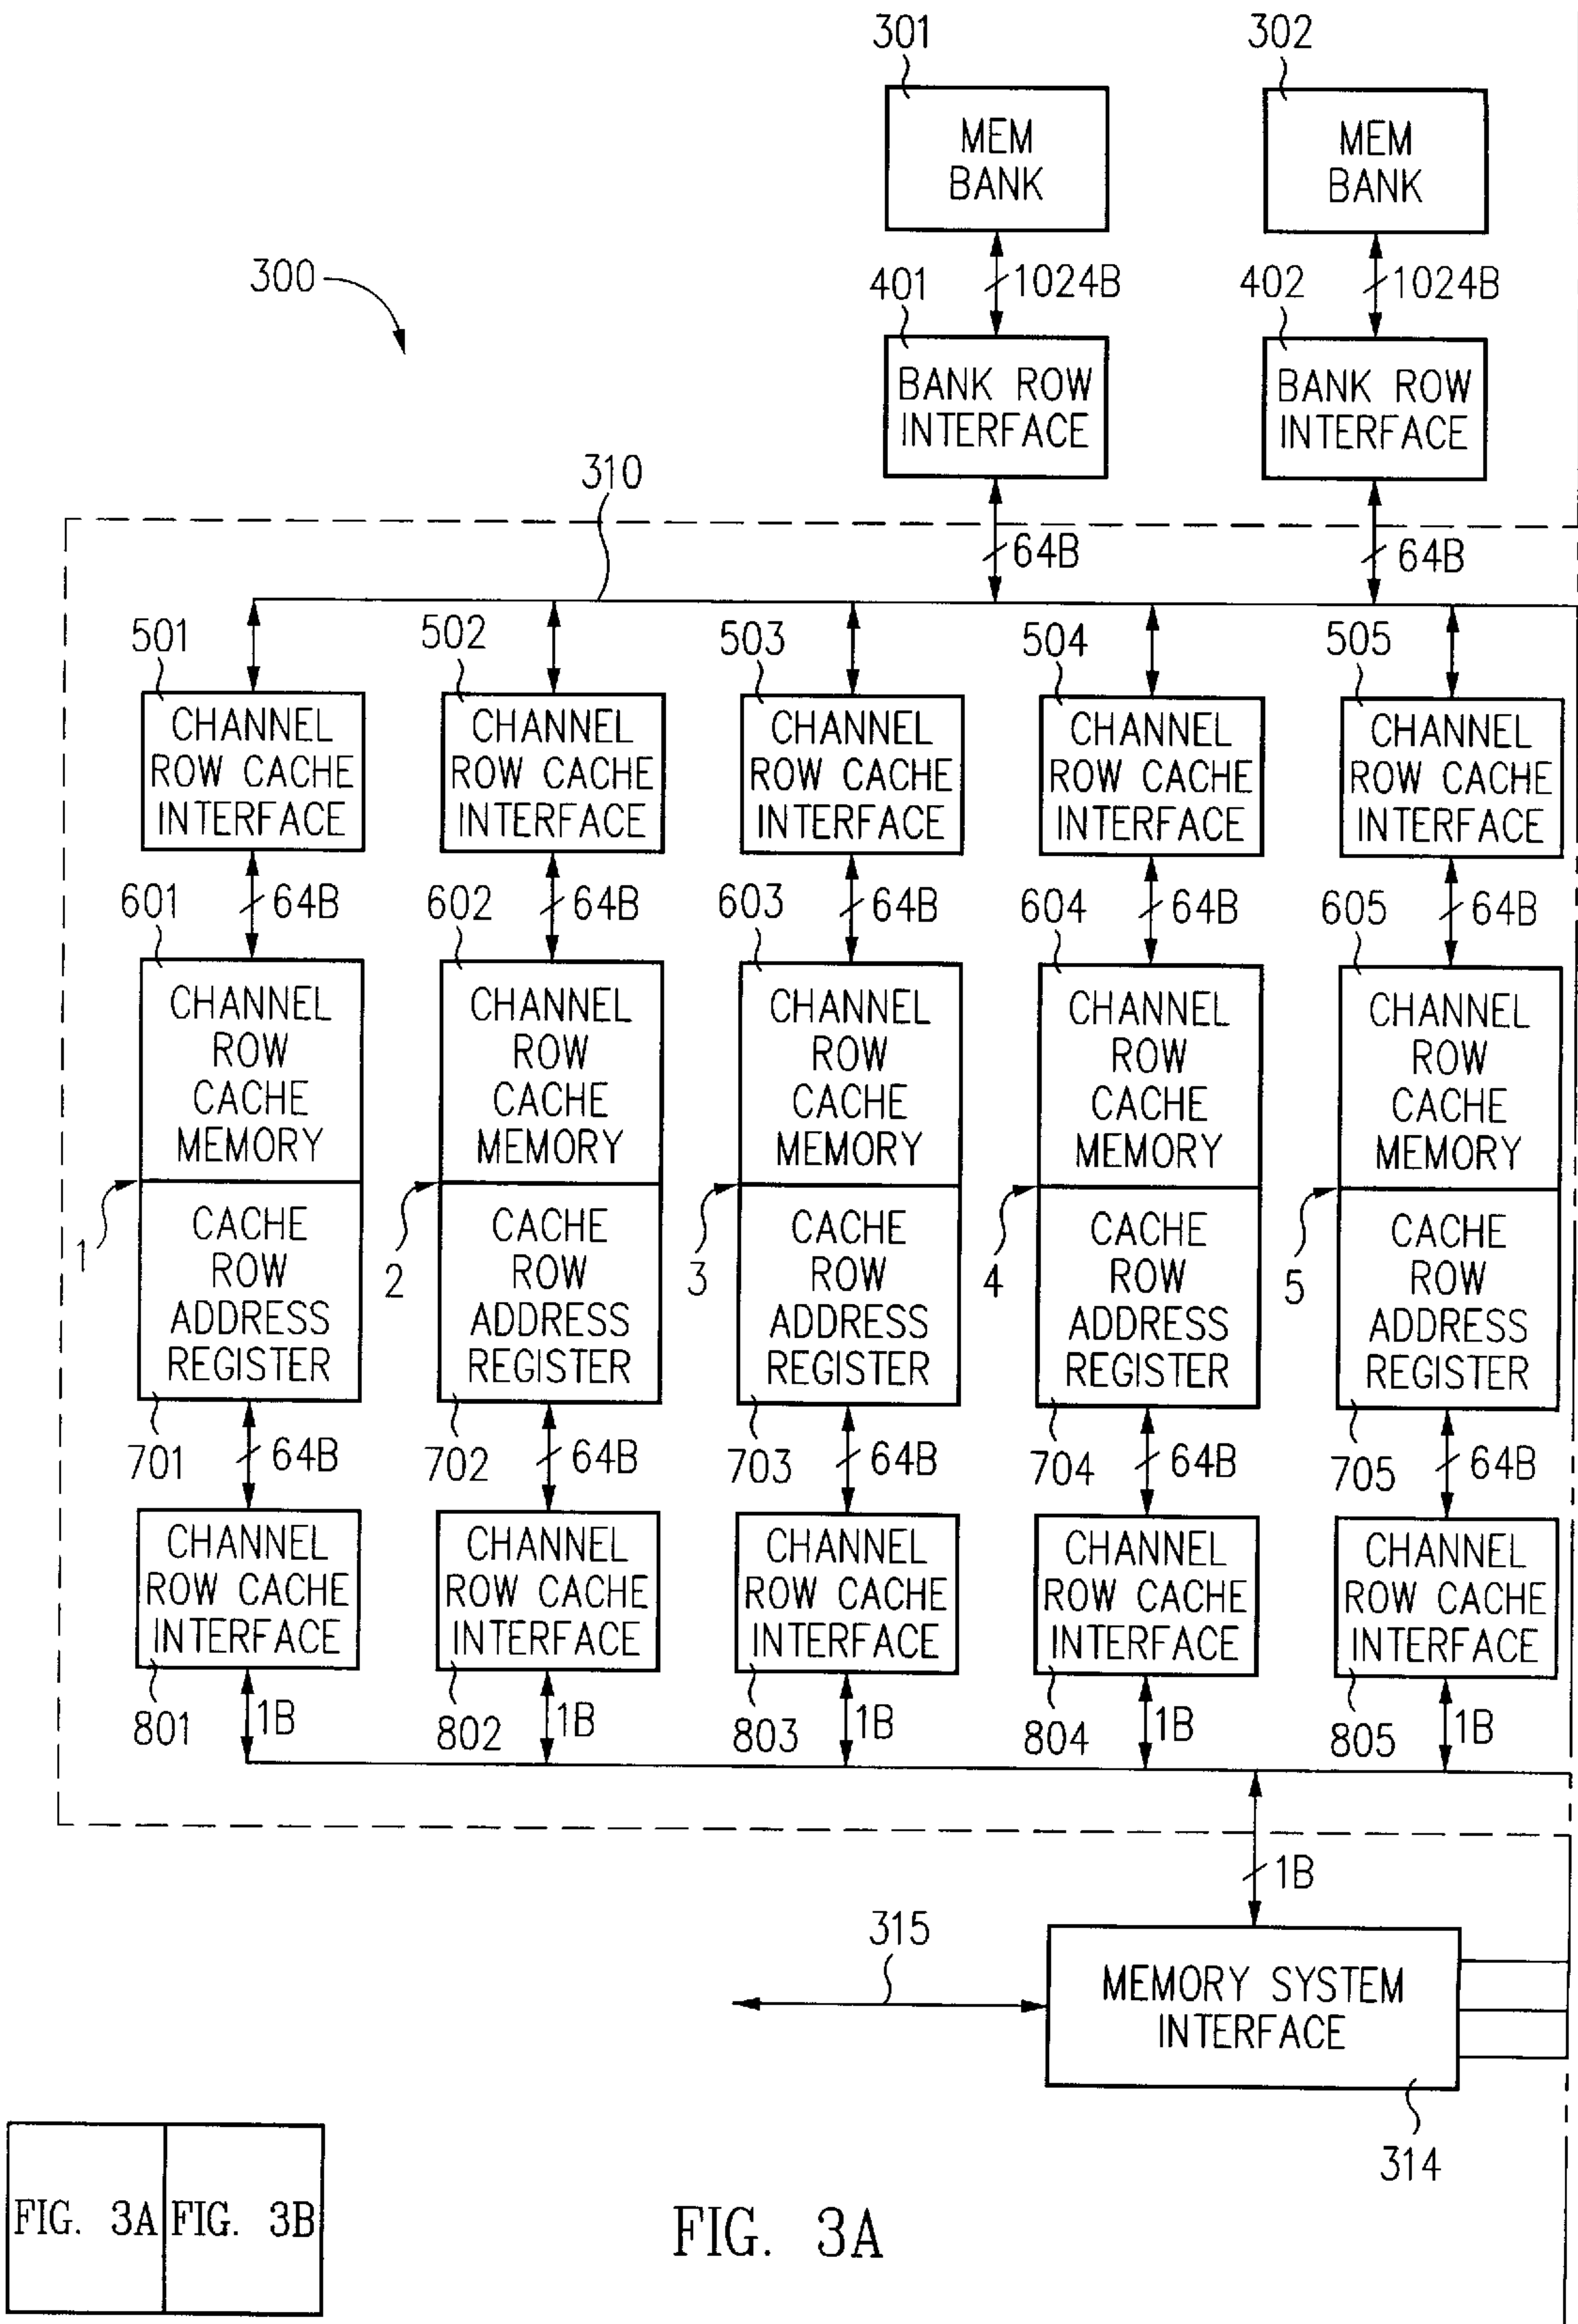 301
302
MEM
BANK
MEM
BANK
300
401
1024B
402
1024B
BANK ROW
INTERFACE
BANK ROW
INTERFACE
310
64B
64B
501
502
503
504
505
CHANNEL
ROW CACHE
INTERFACE
CHANNEL
ROW CACHE
INTERFACE
CHANNEL
ROW CACHE
INTERFACE
CHANNEL
ROW CACHE
INTERFACE
CHANNEL
ROW CACHE
INTERFACE
601
64B
602
64B
603
64B
604
64B
605
64B
CHANNEL
ROW
CACHE
MEMORY
CHANNEL
ROW
CACHE
MEMORY
CHANNEL
ROW
CACHE
MEMORY
CHANNEL
ROW
CACHE
MEMORY
CHANNEL
ROW
CACHE
MEMORY
1
2
3
4
5
CACHE
ROW
ADDRESS
REGISTER
CACHE
ROW
ADDRESS
REGISTER
CACHE
ROW
ADDRESS
REGISTER
CACHE
ROW
ADDRESS
REGISTER
CACHE
ROW
ADDRESS
REGISTER
701
64B
702
64B
703
64B
704
64B
705
64B
CHANNEL
ROW CACHE
INTERFACE
CHANNEL
ROW CACHE
INTERFACE
CHANNEL
ROW CACHE
INTERFACE
CHANNEL
ROW CACHE
INTERFACE
CHANNEL
ROW CACHE
INTERFACE
801
1B
802
1B
803
1B
804
1B
805
1B
1B
315
MEMORY SYSTEM
INTERFACE
314
FIG. 3A
FIG. 3B
FIG. 3A